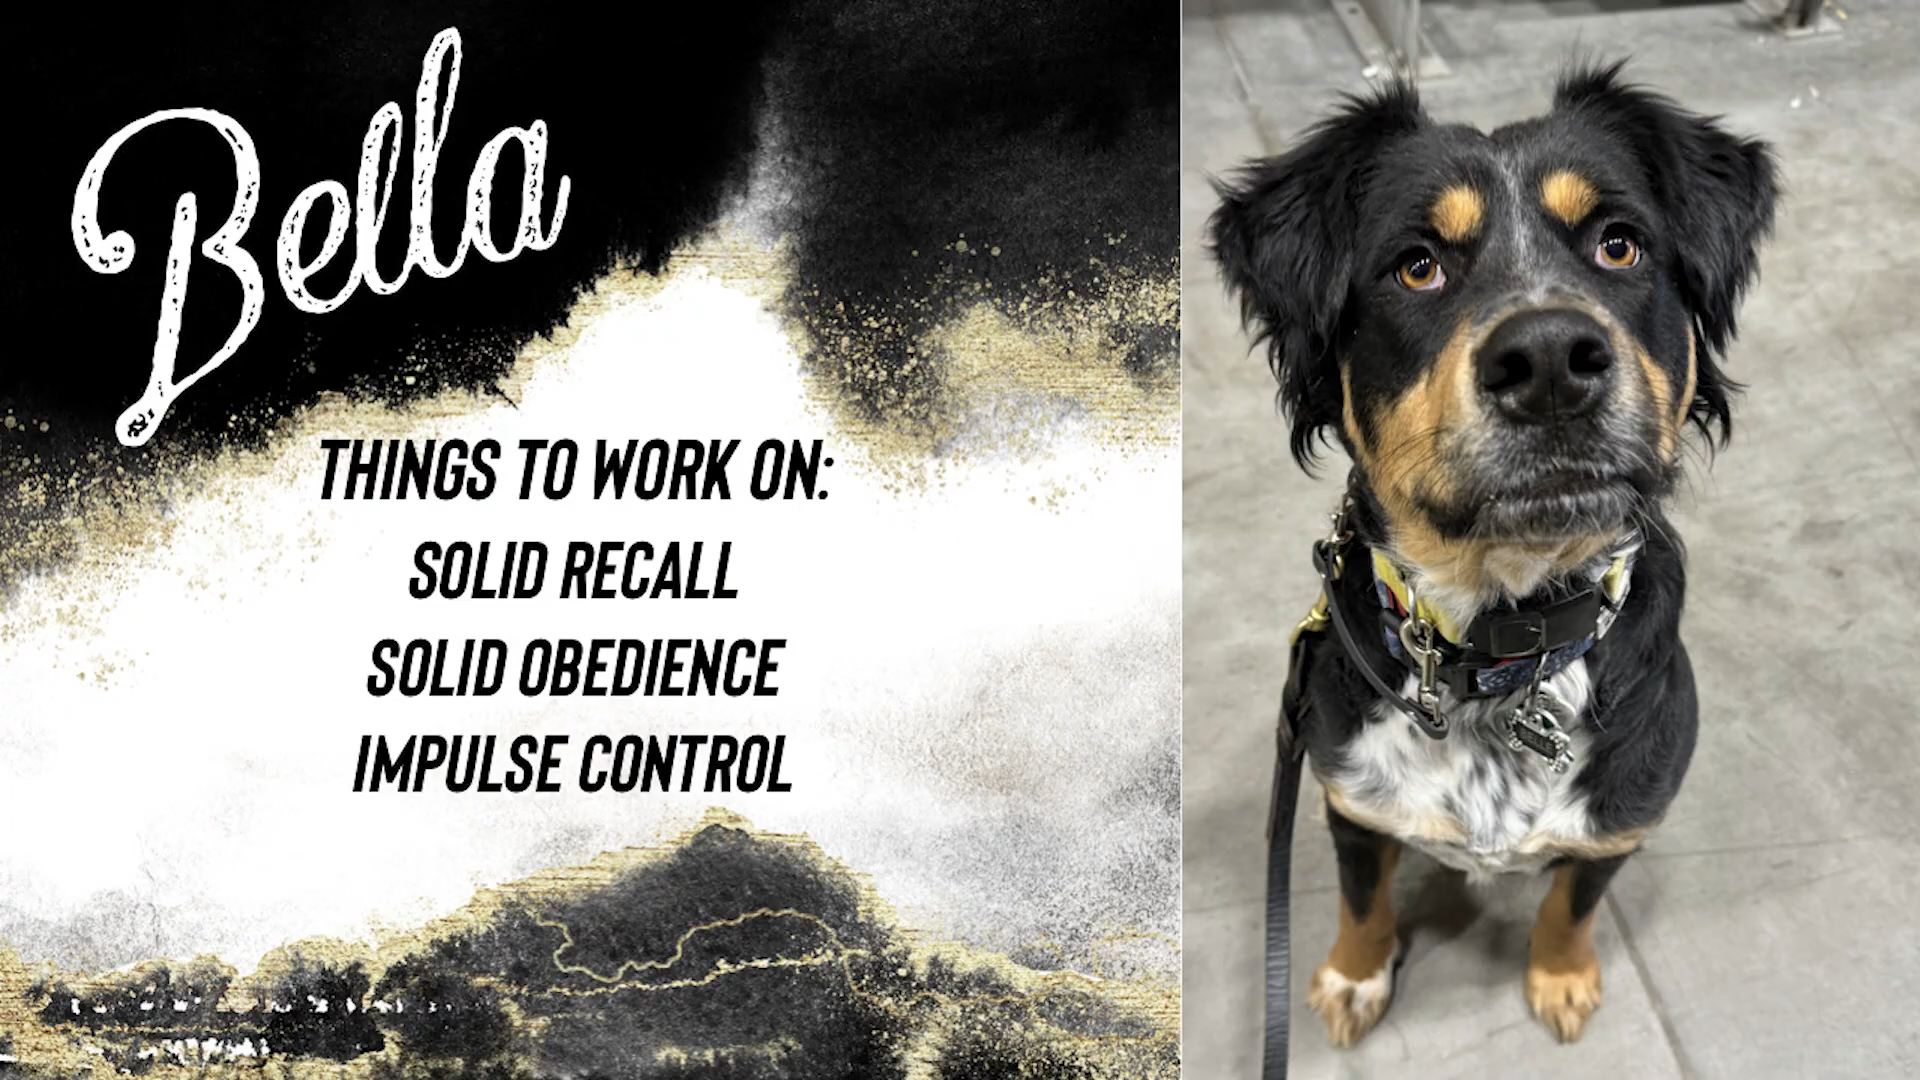 Bella
THINGS TO WORK ON:
SOLID RECALL
SOLID OBEDIENCE
IMPULSE CONTROL